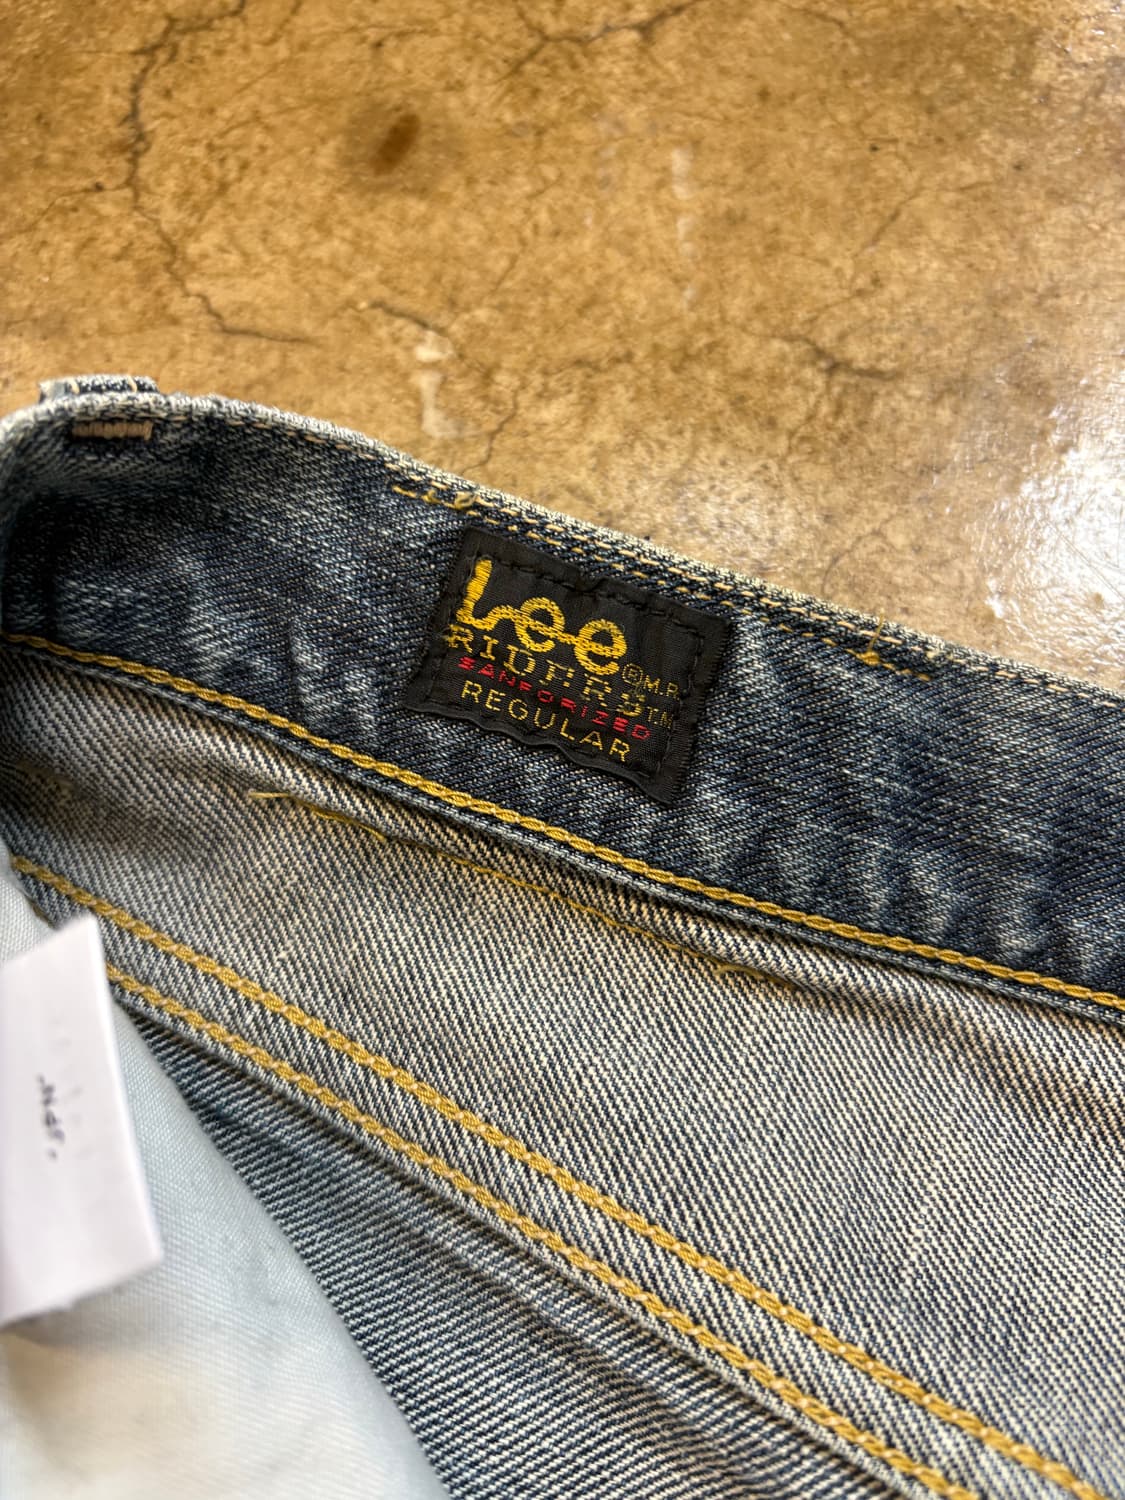 Lee® M.R.
RIDERS T.M.
SANFORIZED
REGULAR